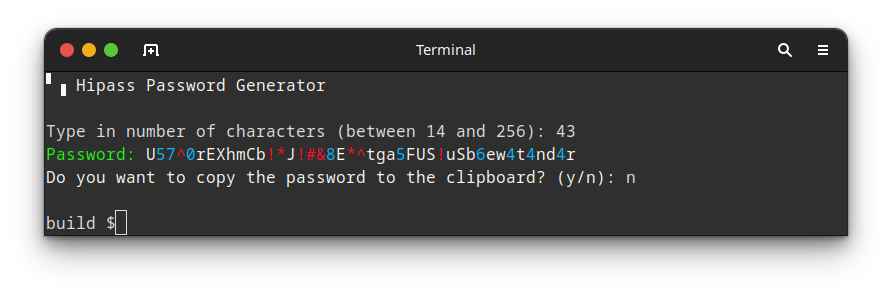 Terminal
Hipass Password Generator
Type in number of characters (between 14 and 256): 43
Password: U57^0rEXhmCb!*J!#&8E*^tga5FUS!uSb6ew4t4nd4r
Do you want to copy the password to the clipboard? (y/n): n
build $